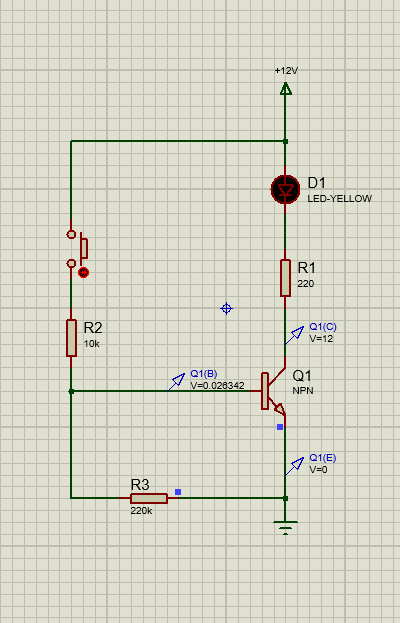 +12V
D1
LED-YELLOW
R1
220
Q1(C)
V=12
R2
10k
Q1(B)
V=0.026342
Q1
NPN
Q1(E)
V=0
R3
220k